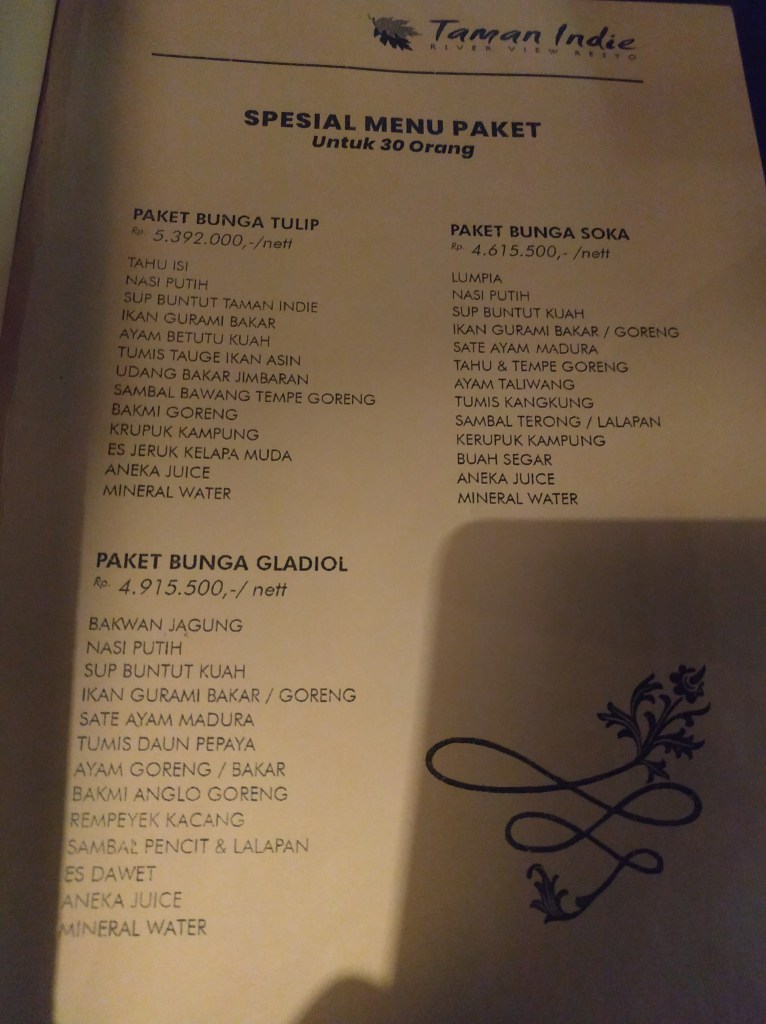 Taman Indie
RIVER VIEW RESTO
SPESIAL MENU PAKET
Untuk 30 Orang
PAKET BUNGA TULIP
Rp. 5.392.000,-/nett
TAHU ISI
NASI PUTIH
SUP BUNTUT TAMAN INDIE
IKAN GURAMI BAKAR
AYAM BETUTU KUAH
TUMIS TAUGE IKAN ASIN
UDANG BAKAR JIMBARAN
SAMBAL BAWANG TEMPE GORENG
BAKMI GORENG
KRUPUK KAMPUNG
ES JERUK KELAPA MUDA
ANEKA JUICE
MINERAL WATER
PAKET BUNGA SOKA
Rp. 4.615.500,- /nett
LUMPIA
NASI PUTIH
SUP BUNTUT KUAH
IKAN GURAMI BAKAR / GORENG
SATE AYAM MADURA
TAHU & TEMPE GORENG
AYAM TALIWANG
TUMIS KANGKUNG
SAMBAL TERONG / LALAPAN
KERUPUK KAMPUNG
BUAH SEGAR
ANEKA JUICE
MINERAL WATER
PAKET BUNGA GLADIOL
Rp. 4.915.500,-/ nett
BAKWAN JAGUNG
NASI PUTIH
SUP BUNTUT KUAH
IKAN GURAMI BAKAR / GORENG
SATE AYAM MADURA
TUMIS DAUN PEPAYA
AYAM GORENG / BAKAR
BAKMI ANGLO GORENG
REMPEYEK KACANG
SAMBAL PENCIT & LALAPAN
ES DAWET
ANEKA JUICE
MINERAL WATER